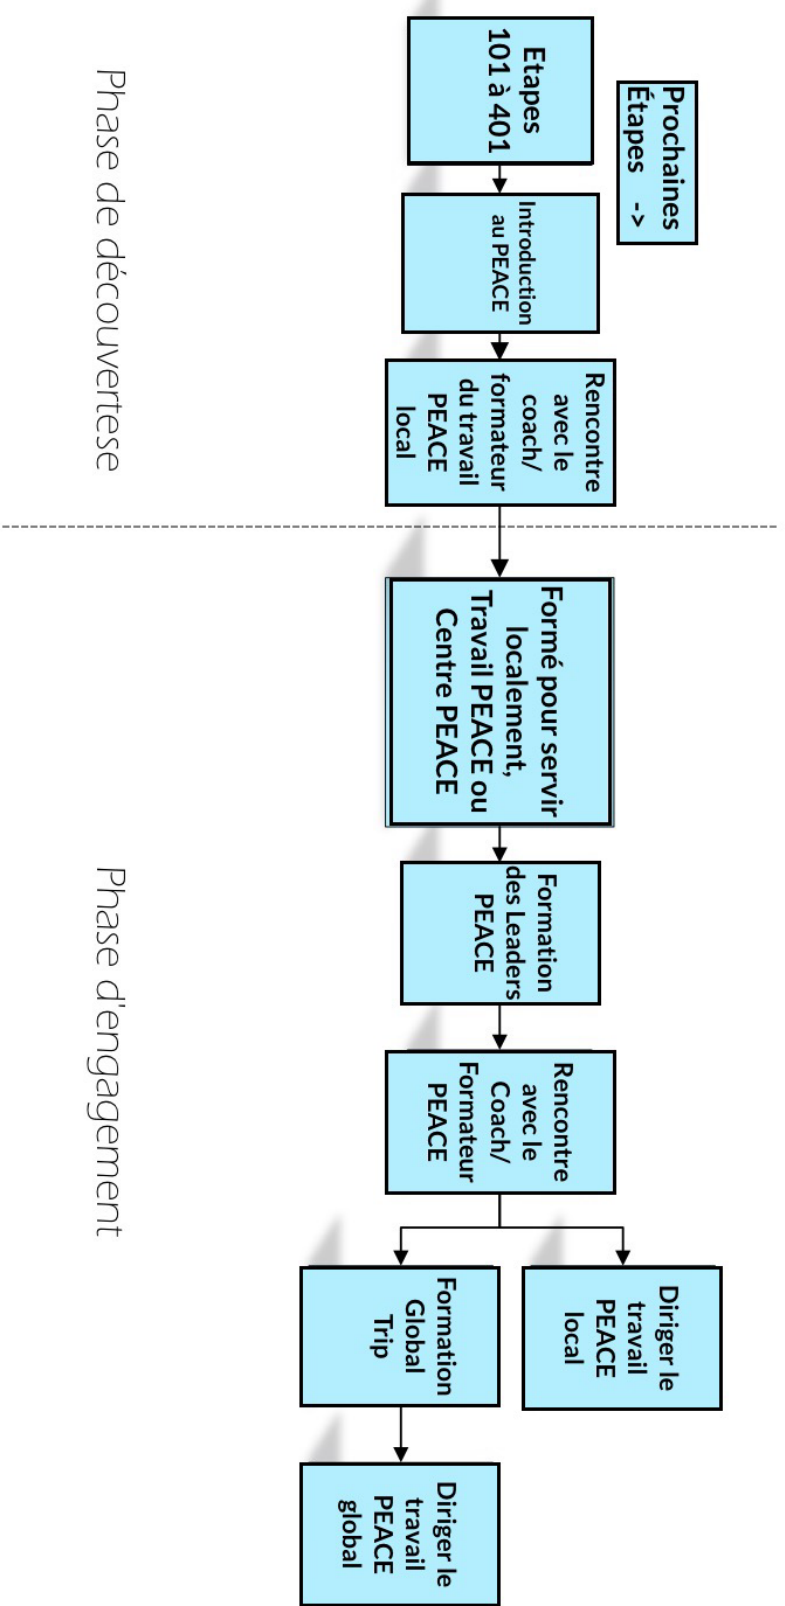 Prochaines
Étapes ->
Etapes
101 à 401
Introduction
au PEACE
Rencontre
avec le
coach/
formateur
du travail
PEACE
local
Formé pour servir
localement,
Travail PEACE ou
Centre PEACE
Formation
des Leaders
PEACE
Rencontre
avec le
Coach/
Formateur
PEACE
Diriger le
travail
PEACE
local
Formation
Global
Trip
Diriger le
travail
PEACE
global
Phase de découvertese
Phase d'engagement